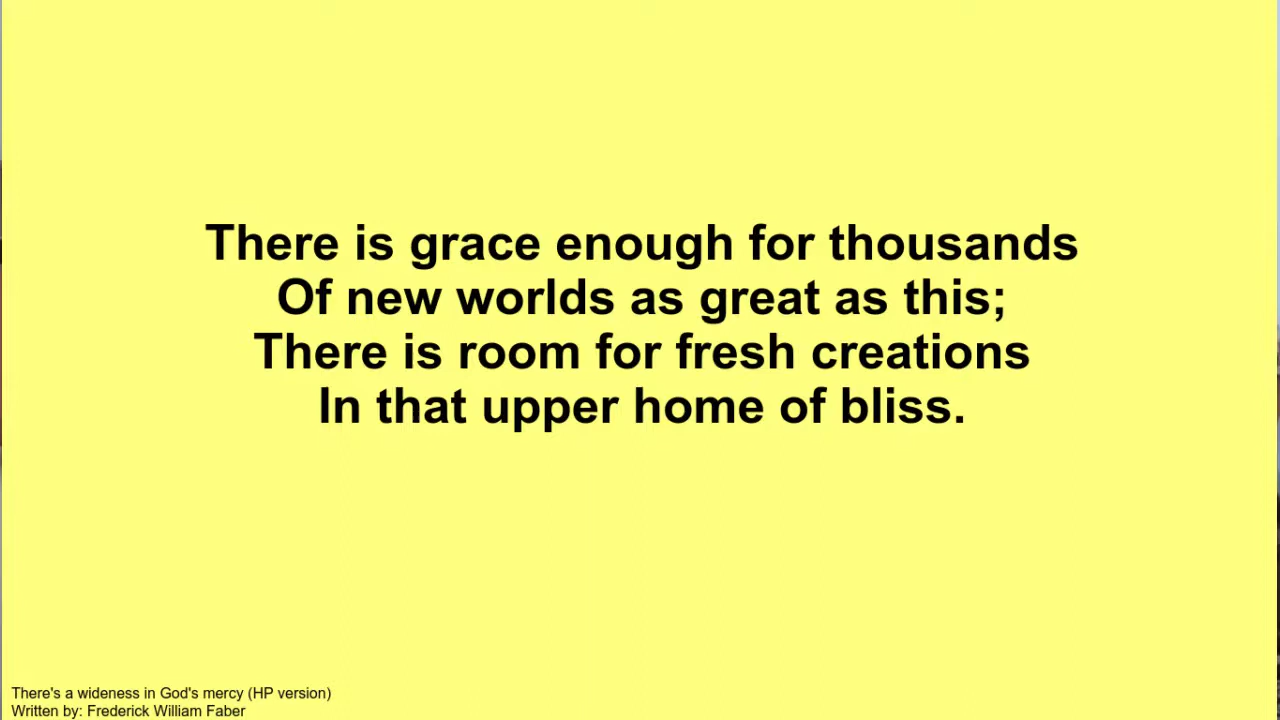 There is grace enough for thousands
Of new worlds as great as this;
There is room for fresh creations
In that upper home of bliss.
There's a wideness in God's mercy (HP version)
Written by: Frederick William Faber